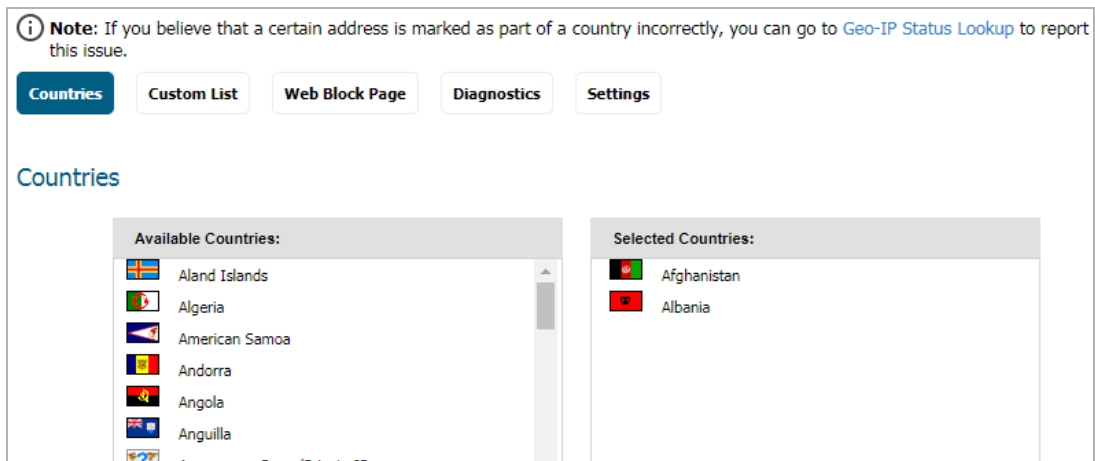 Note: If you believe that a certain address is marked as part of a country incorrectly, you can go to Geo-IP Status Lookup to report
this issue.
Countries Custom List Web Block Page Diagnostics Settings
Countries
Available Countries: Selected Countries:
Aland Islands Afghanistan
Algeria Albania
American Samoa
Andorra
Angola
Anguilla